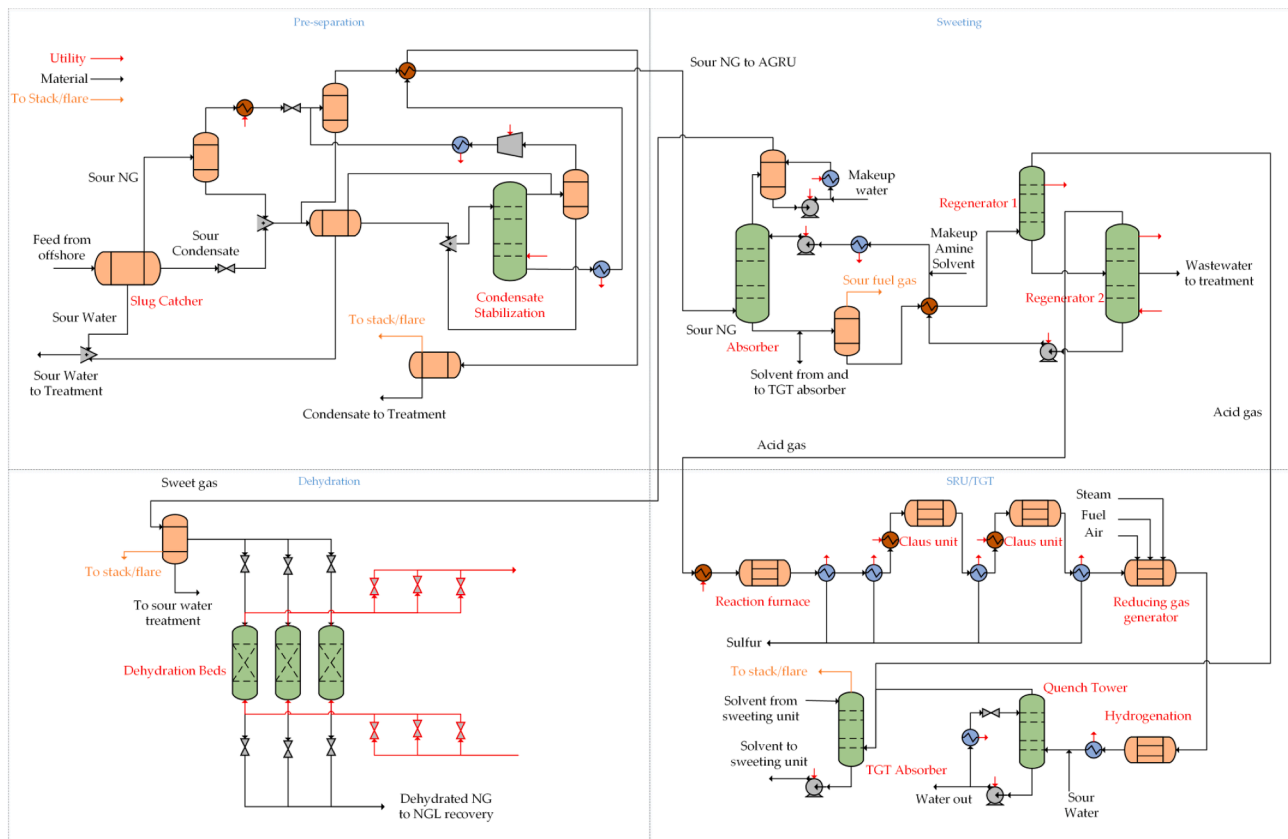 Pre-separation
Utility
Material
To Stack/flare
Sour NG
Feed from
offshore
Sour
Condensate
Slug Catcher
Sour Water
Sour Water
to Treatment
Condensate
Stabilization
To stack/flare
Condensate to Treatment
Sweeting
Sour NG to AGRU
Makeup
water
Regenerator 1
Makeup
Amine
Solvent
Sour fuel gas
Wastewater
to treatment
Regenerator 2
Sour NG
Absorber
Solvent from and
to TGT absorber
Acid gas
Acid gas
Dehydration
Sweet gas
To stack/flare
To sour water
treatment
Dehydration Beds
Dehydrated NG
to NGL recovery
SRU/TGT
Steam
Fuel
Air
Claus unit
Claus unit
Reaction furnace
Reducing gas
generator
Sulfur
To stack/flare
Quench Tower
Solvent from
sweeting unit
Hydrogenation
Solvent to
sweeting unit
TGT Absorber
Water out
Sour
Water